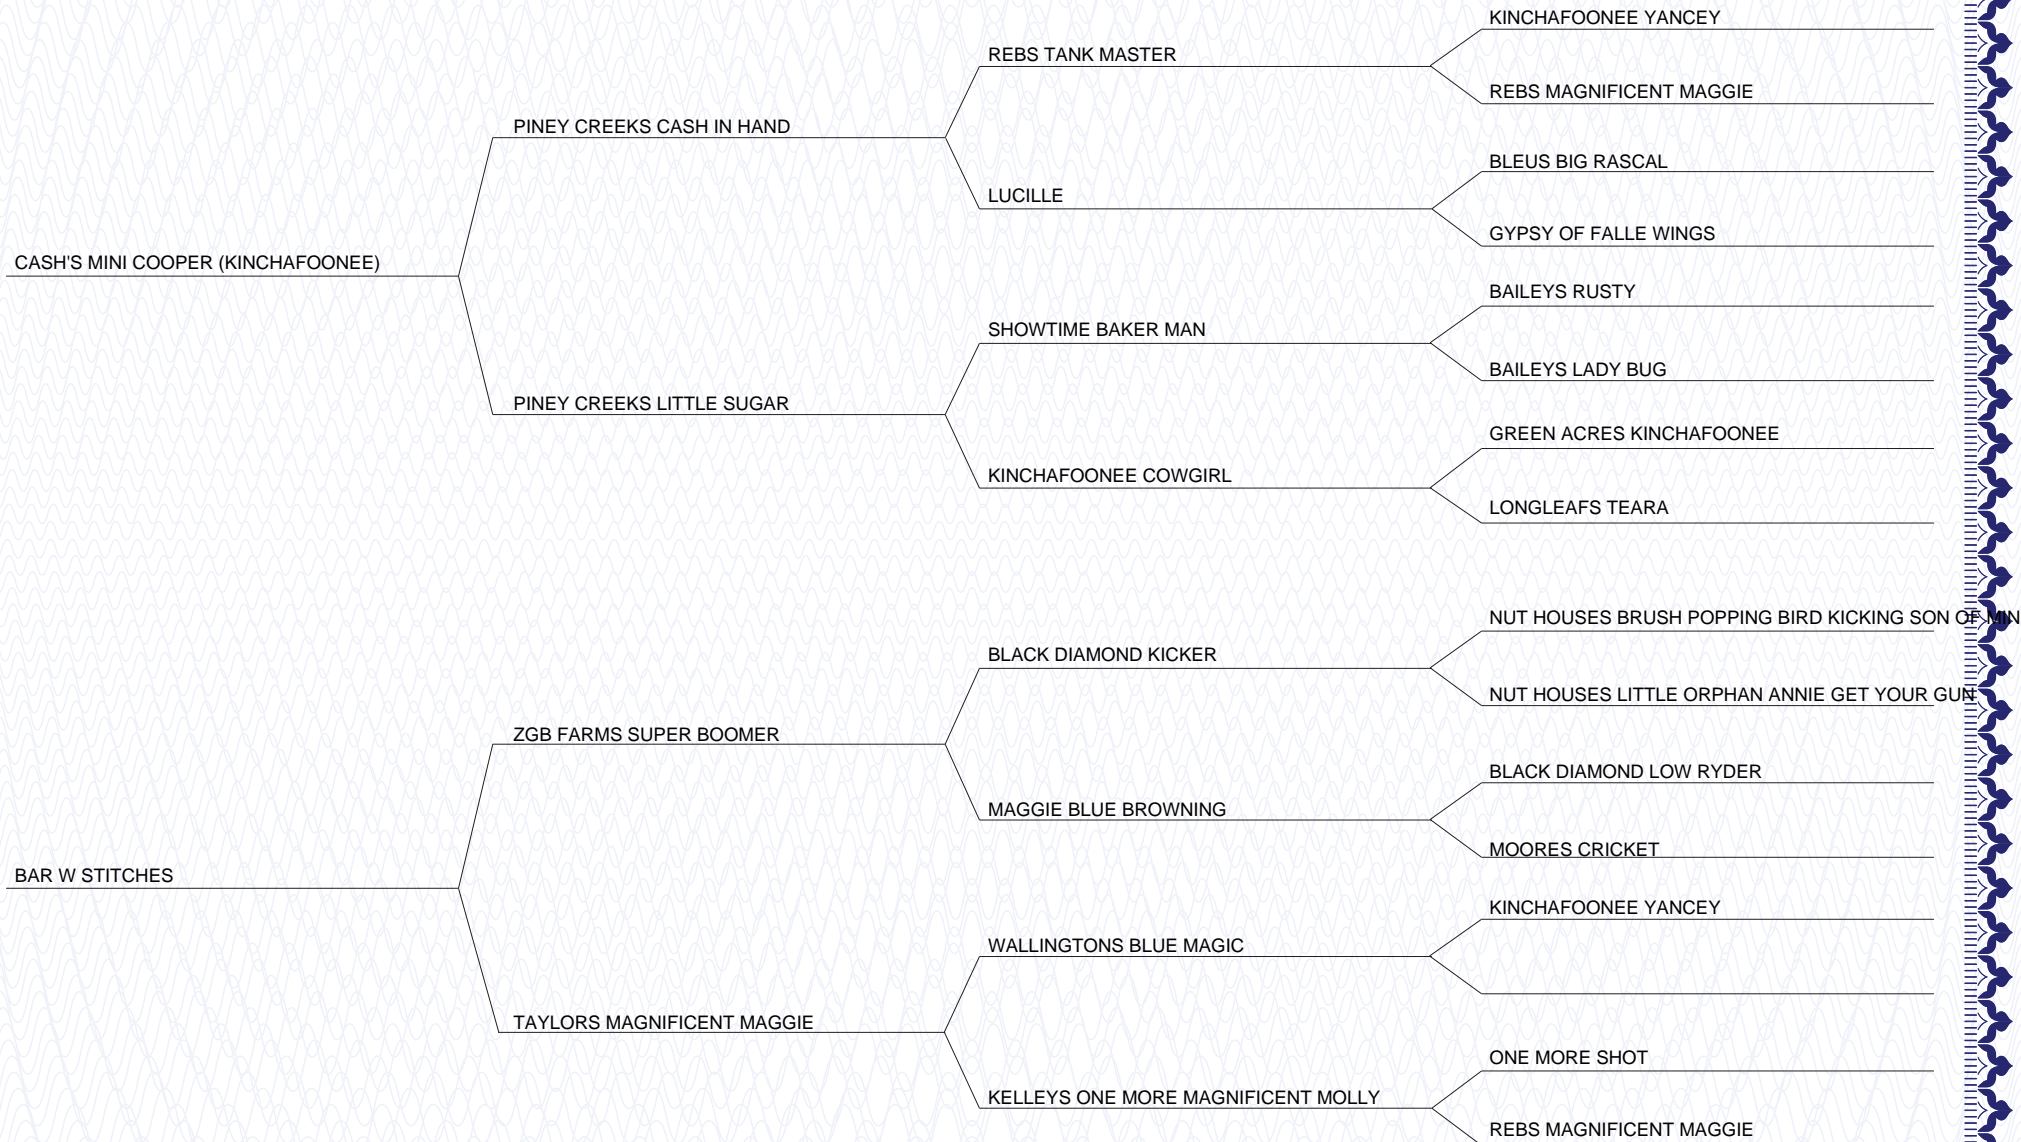 KINCHAFOONEE YANCEY
REBS TANK MASTER
REBS MAGNIFICENT MAGGIE
PINEY CREEKS CASH IN HAND
BLEUS BIG RASCAL
LUCILLE
GYPSY OF FALLE WINGS
CASH'S MINI COOPER (KINCHAFOONEE)
BAILEYS RUSTY
SHOWTIME BAKER MAN
BAILEYS LADY BUG
PINEY CREEKS LITTLE SUGAR
GREEN ACRES KINCHAFOONEE
KINCHAFOONEE COWGIRL
LONGLEAFS TEARA
NUT HOUSES BRUSH POPPING BIRD KICKING SON OF MIN
BLACK DIAMOND KICKER
NUT HOUSES LITTLE ORPHAN ANNIE GET YOUR GUN
ZGB FARMS SUPER BOOMER
BLACK DIAMOND LOW RYDER
MAGGIE BLUE BROWNING
MOORES CRICKET
BAR W STITCHES
KINCHAFOONEE YANCEY
WALLINGTONS BLUE MAGIC
TAYLORS MAGNIFICENT MAGGIE
ONE MORE SHOT
KELLEYS ONE MORE MAGNIFICENT MOLLY
REBS MAGNIFICENT MAGGIE